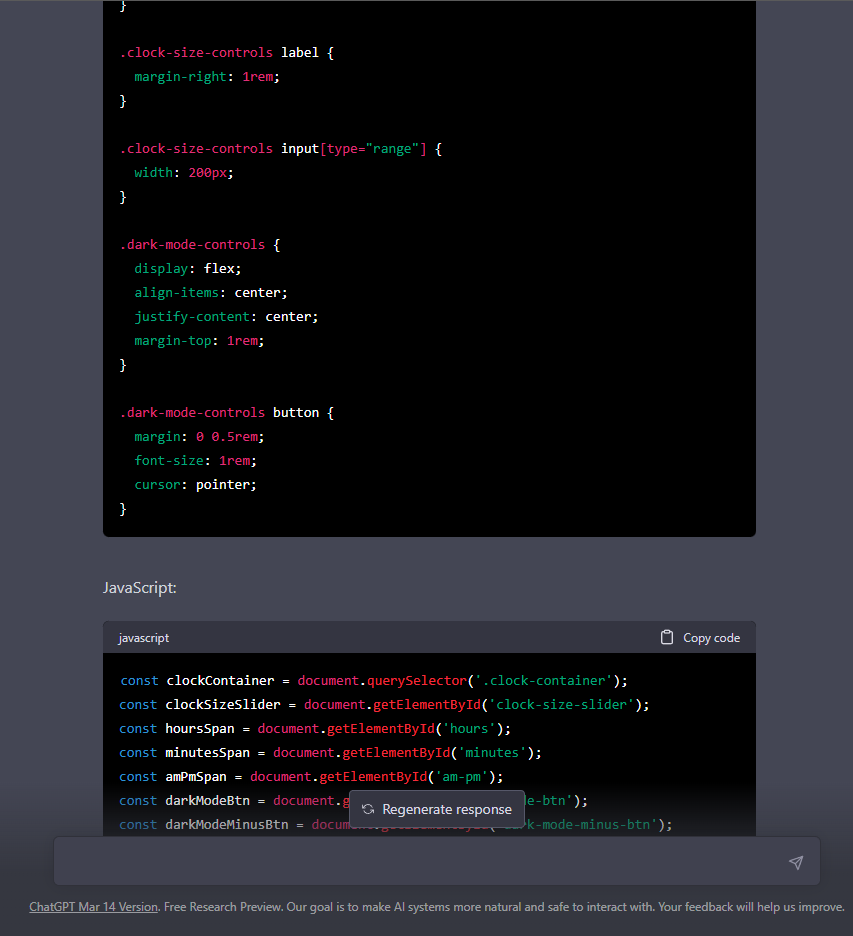 }
.clock-size-controls label {
  margin-right: 1rem;
}
.clock-size-controls input[type="range"] {
  width: 200px;
}
.dark-mode-controls {
  display: flex;
  align-items: center;
  justify-content: center;
  margin-top: 1rem;
}
.dark-mode-controls button {
  margin: 0 0.5rem;
  font-size: 1rem;
  cursor: pointer;
}
JavaScript:
javascript Copy code
const clockContainer = document.querySelector('.clock-container');
const clockSizeSlider = document.getElementById('clock-size-slider');
const hoursSpan = document.getElementById('hours');
const minutesSpan = document.getElementById('minutes');
const amPmSpan = document.getElementById('am-pm');
const darkModeBtn = document.g e-btn');
Regenerate response
const darkModeMinusBtn = document.getElementById('dark-mode-minus-btn');
ChatGPT Mar 14 Version. Free Research Preview. Our goal is to make AI systems more natural and safe to interact with. Your feedback will help us improve.